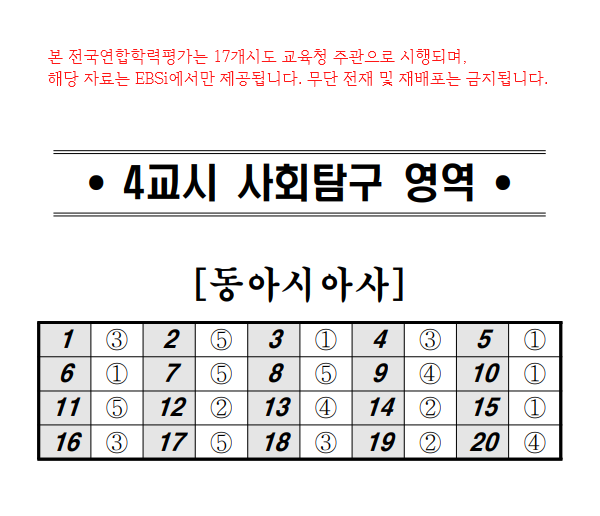 본 전국연합학력평가는 17개시도 교육청 주관으로 시행되며,
해당 자료는 EBSi에서만 제공됩니다. 무단 전재 및 재배포는 금지됩니다.
• 4교시 사회탐구 영역 •
[동아시아사]
1 ③ 2 ⑤ 3 ① 4 ③ 5 ①
6 ① 7 ⑤ 8 ⑤ 9 ④ 10 ①
11 ⑤ 12 ② 13 ④ 14 ② 15 ①
16 ③ 17 ⑤ 18 ③ 19 ② 20 ④